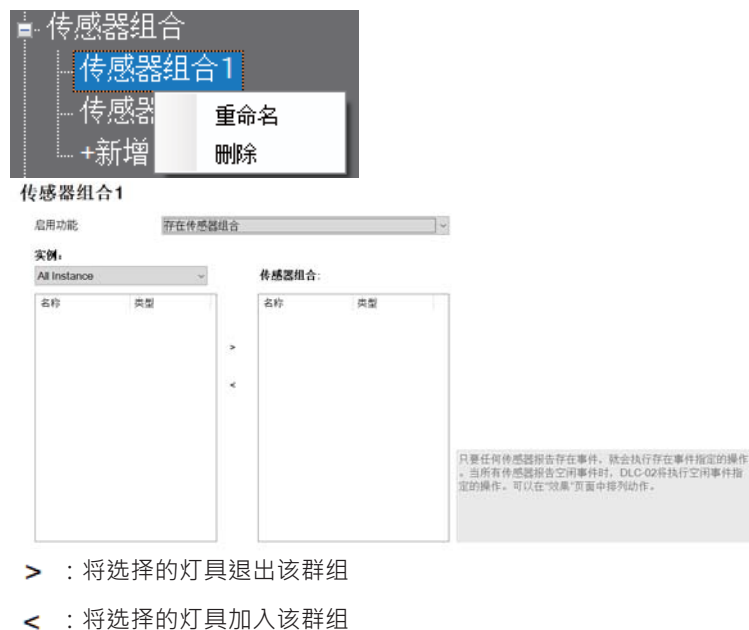 传感器组合
传感器组合1
传感器
+新增
重命名
删除
传感器组合1
启用功能
存在传感器组合
实例:
All Instance
传感器组合:
名称 类型
名称 类型
>
<
只要任何传感器报告存在事件，就会执行存在事件指定的操作
。当所有传感器报告空闲事件时，DLC-02将执行空闲事件指
定的操作。可以在"效果"页面中排列动作。
> ：将选择的灯具退出该群组
< ：将选择的灯具加入该群组